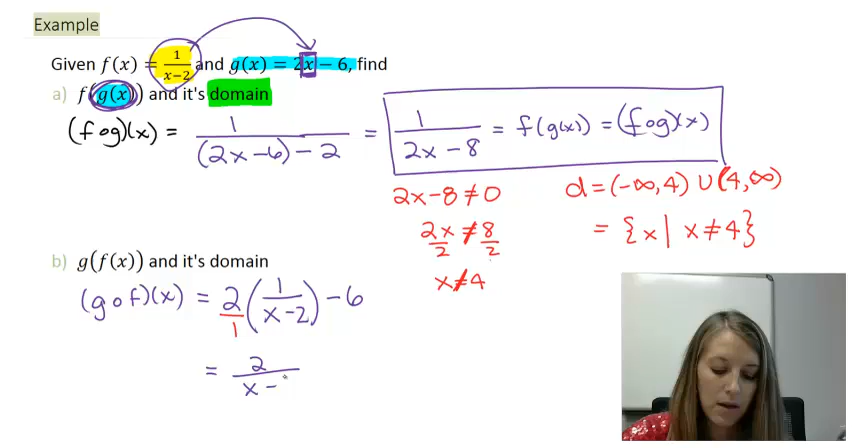 Example
Given f(x) = 1/(x−2) and g(x) = 2x − 6, find
a) f(g(x)) and it's domain
(f o g)(x) = 1/((2x−6)−2) = 1/(2x−8) = f(g(x)) = (f o g)(x)
2x−8 ≠ 0
2x/2 ≠ 8/2
x ≠ 4
d = (-∞, 4) ∪ (4, ∞)
= {x | x ≠ 4}
b) g(f(x)) and it's domain
(g o f)(x) = 2/1 (1/(x−2)) − 6
= 2/(x −